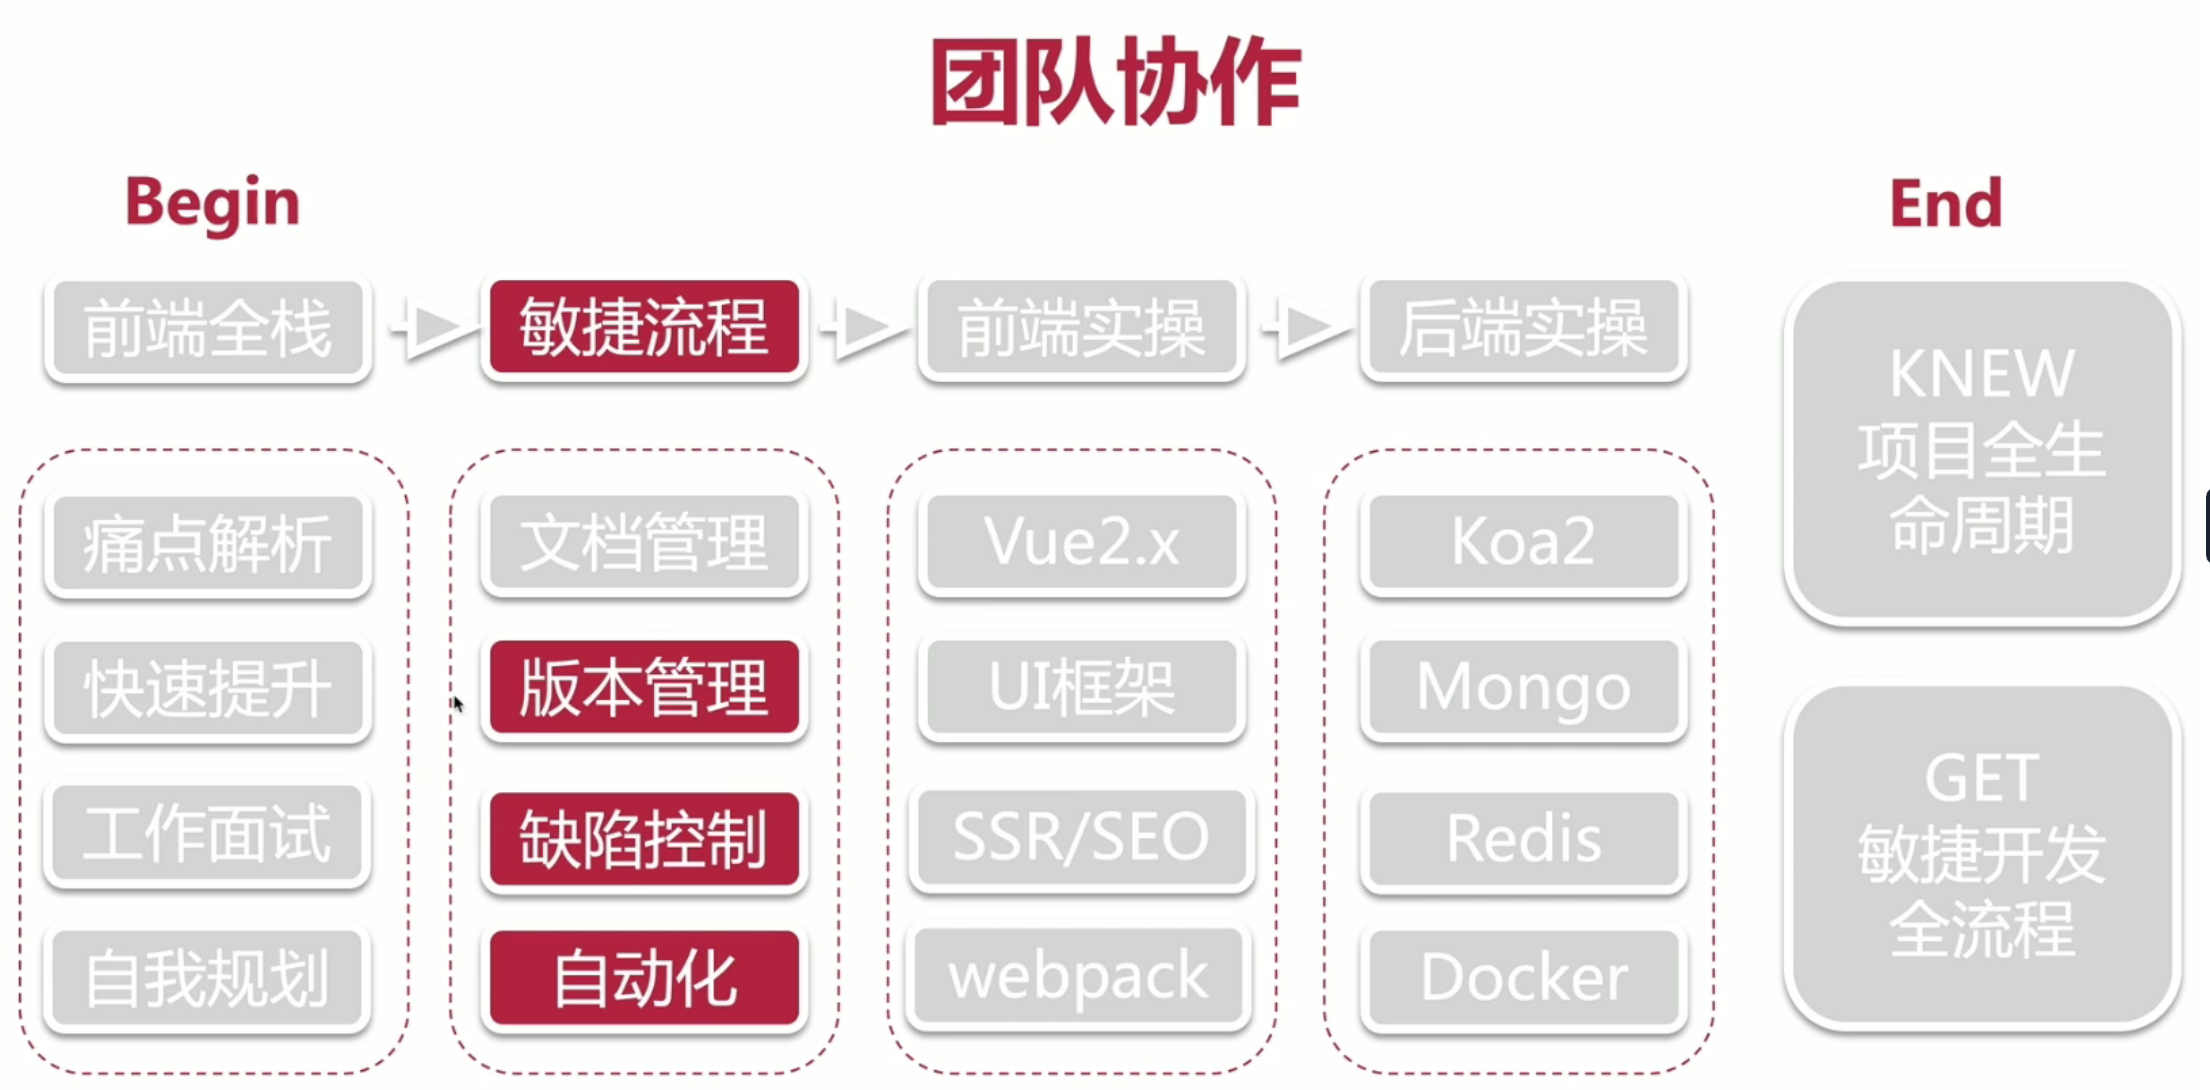 团队协作
Begin
End
前端全栈
敏捷流程
前端实操
后端实操
痛点解析
快速提升
工作面试
自我规划
文档管理
版本管理
缺陷控制
自动化
Vue2.x
UI框架
SSR/SEO
webpack
Koa2
Mongo
Redis
Docker
KNEW
项目全生
命周期
GET
敏捷开发
全流程